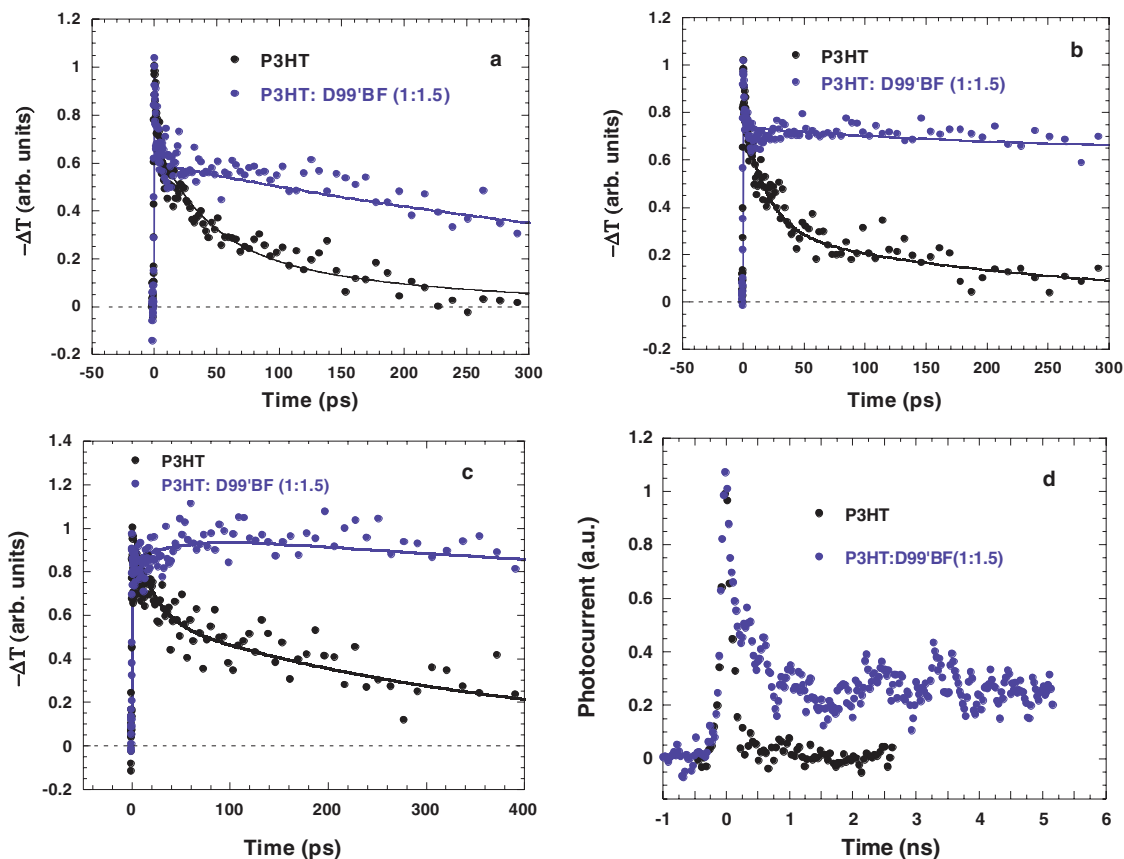 a
P3HT
P3HT: D99'BF (1:1.5)
−ΔT (arb. units)
1.2
1
0.8
0.6
0.4
0.2
0
-0.2
-50 0 50 100 150 200 250 300
Time (ps)
b
P3HT
P3HT: D99'BF (1:1.5)
−ΔT (arb. units)
1.2
1
0.8
0.6
0.4
0.2
0
-0.2
-50 0 50 100 150 200 250 300
Time (ps)
c
P3HT
P3HT: D99'BF (1:1.5)
−ΔT (arb. units)
1.4
1.2
1
0.8
0.6
0.4
0.2
0
-0.2
0 100 200 300 400
Time (ps)
d
P3HT
P3HT:D99'BF(1:1.5)
Photocurrent (a.u.)
1.2
1
0.8
0.6
0.4
0.2
0
-1 0 1 2 3 4 5 6
Time (ns)